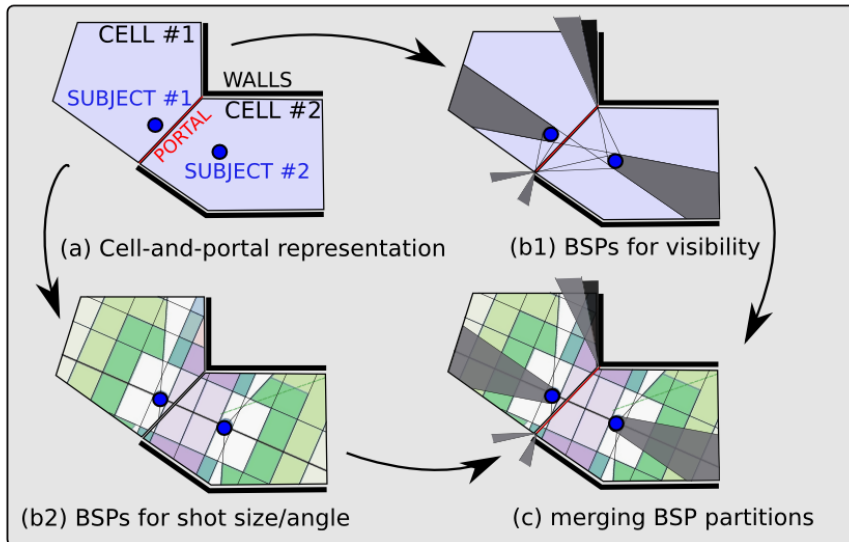 CELL #1
WALLS
SUBJECT #1
CELL #2
PORTAL
SUBJECT #2
(a) Cell-and-portal representation
(b1) BSPs for visibility
(b2) BSPs for shot size/angle
(c) merging BSP partitions